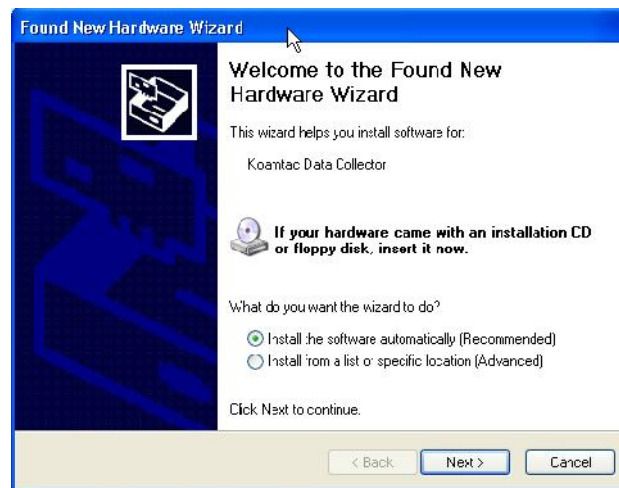 Found New Hardware Wizard
Welcome to the Found New
Hardware Wizard
This wizard helps you install software for:
Koamtac Data Collector
If your hardware came with an installation CD
or floppy disk, insert it now.
What do you want the wizard to do?
Install the software automatically (Recommended)
Install from a list or specific location (Advanced)
Click Next to continue.
< Back
Next >
Cancel